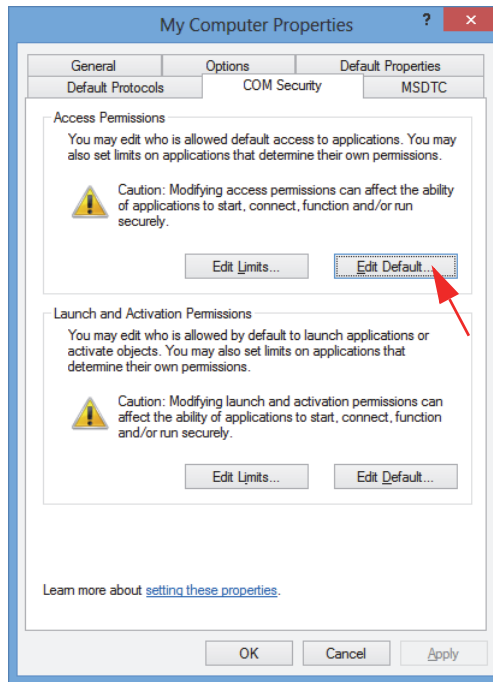 My Computer Properties
? ×
General Options Default Properties
Default Protocols COM Security MSDTC
Access Permissions
You may edit who is allowed default access to applications. You may
also set limits on applications that determine their own permissions.
Caution: Modifying access permissions can affect the ability
of applications to start, connect, function and/or run
securely.
Edit Limits... Edit Default...
Launch and Activation Permissions
You may edit who is allowed by default to launch applications or
activate objects. You may also set limits on applications that
determine their own permissions.
Caution: Modifying launch and activation permissions can
affect the ability of applications to start, connect, function
and/or run securely.
Edit Limits... Edit Default...
Learn more about setting these properties.
OK Cancel Apply